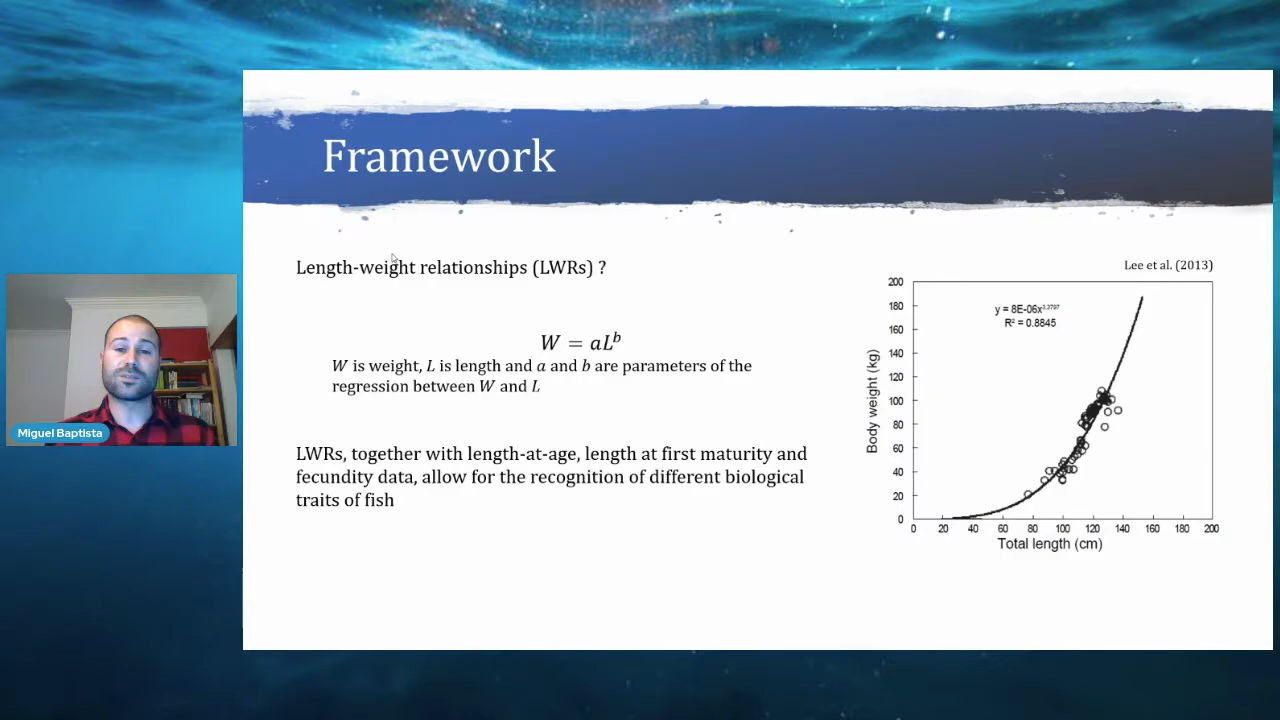 Framework
Length-weight relationships (LWRs) ?
W = aL^b
W is weight, L is length and a and b are parameters of the
regression between W and L
LWRs, together with length-at-age, length at first maturity and
fecundity data, allow for the recognition of different biological
traits of fish
Lee et al. (2013)
y = 8E-06x^3.3797
R² = 0.8845
Body weight (kg)
200
180
160
140
120
100
80
60
40
20
0
0 20 40 60 80 100 120 140 160 180 200
Total length (cm)
Miguel Baptista